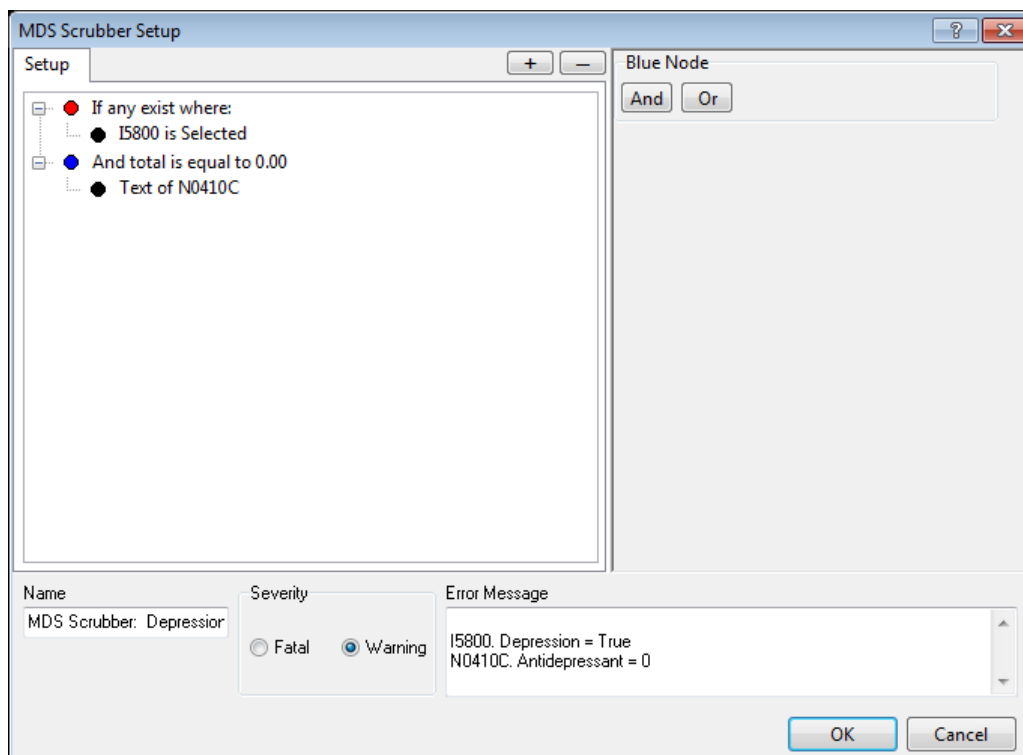 MDS Scrubber Setup
?
Setup
+
–
If any exist where:
I5800 is Selected
And total is equal to 0.00
Text of N0410C
Blue Node
And Or
Name
MDS Scrubber: Depression
Severity
Fatal
Warning
Error Message
I5800. Depression = True
N0410C. Antidepressant = 0
OK
Cancel